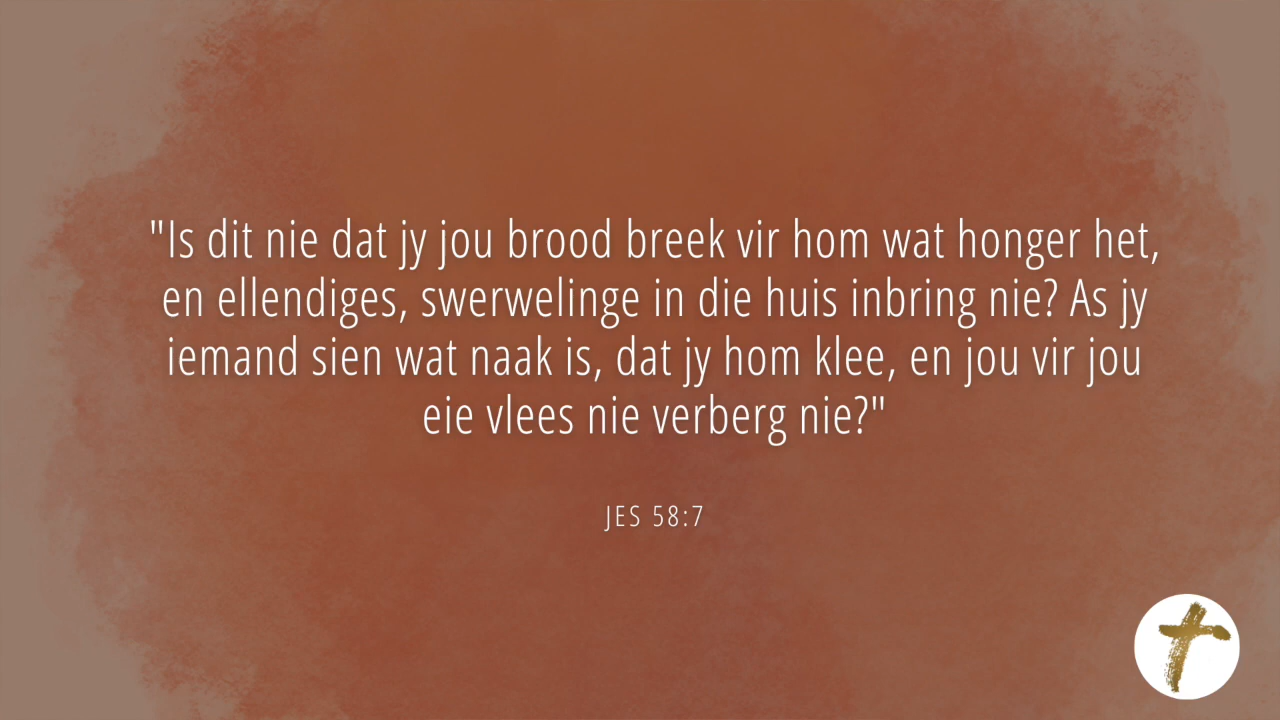 "Is dit nie dat jy jou brood breek vir hom wat honger het,
en ellendiges, swerwelinge in die huis inbring nie? As jy
iemand sien wat naak is, dat jy hom klee, en jou vir jou
eie vlees nie verberg nie?"
JES 58:7